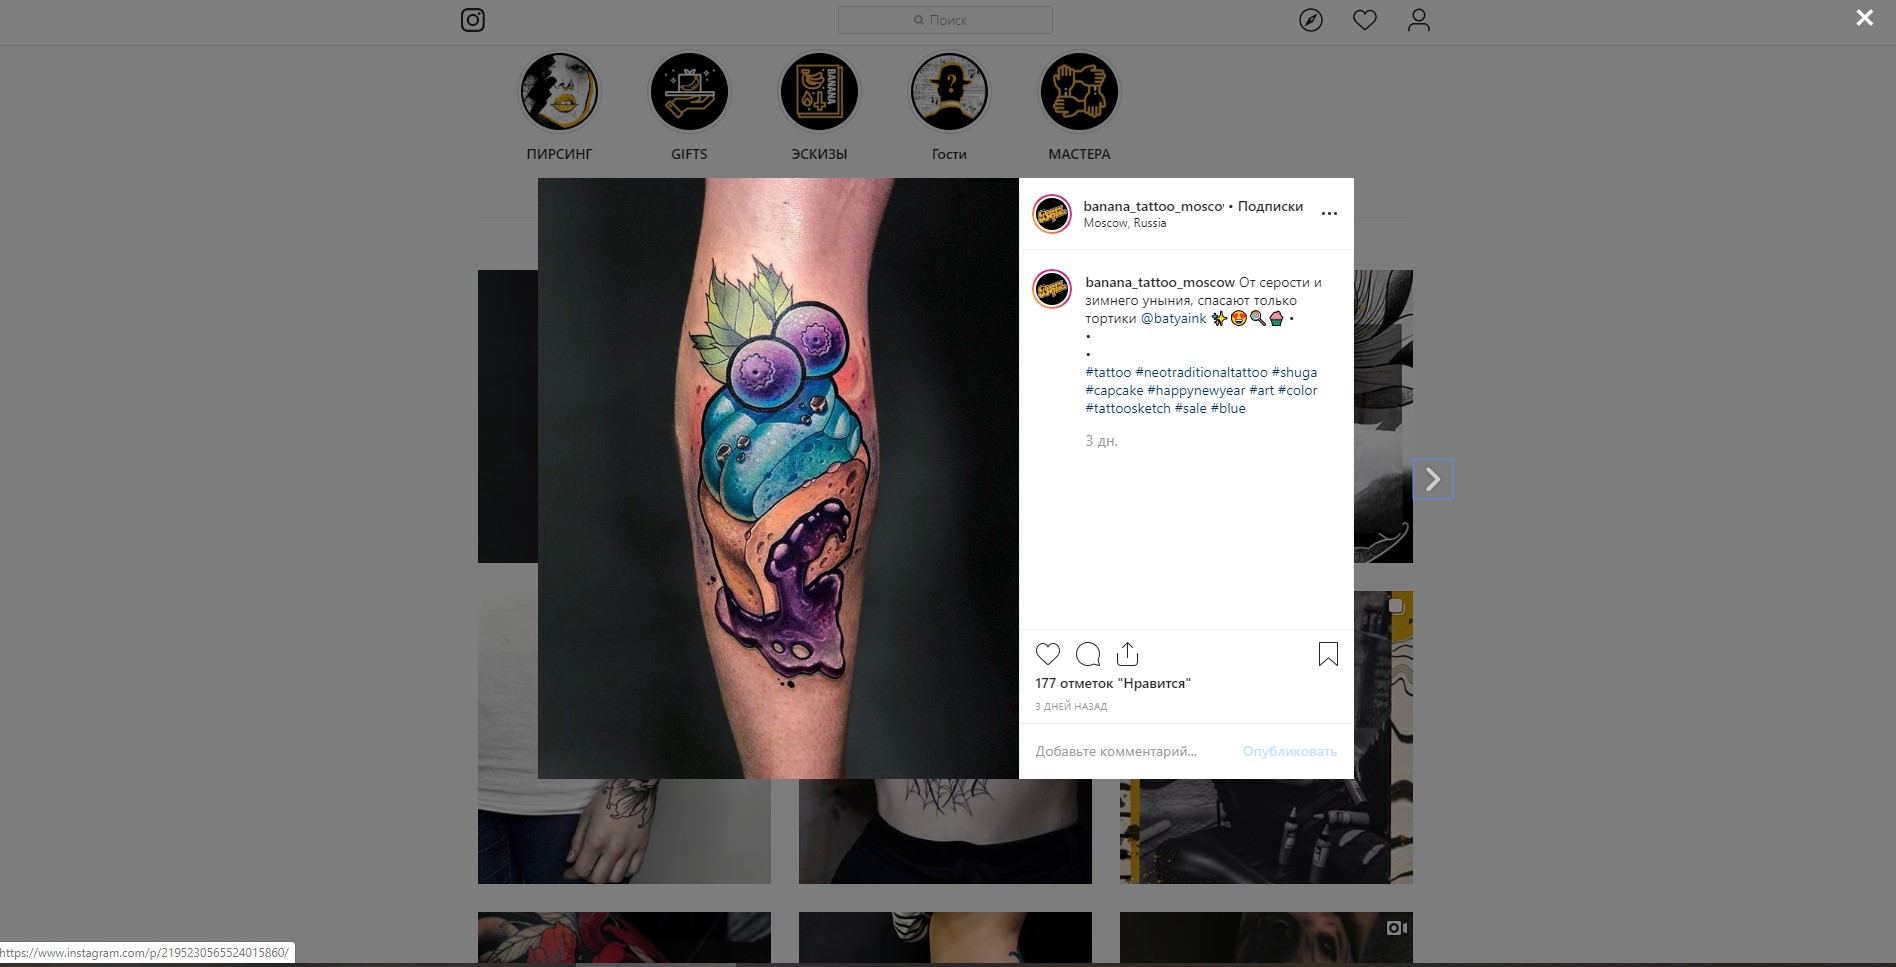 Поиск
BANANA
?
ПИРСИНГ
GIFTS
ЭСКИЗЫ
Гости
МАСТЕРА
banana_tattoo_mosco • Подписки
Moscow, Russia
banana_tattoo_moscow От серости и
зимнего уныния, спасают только
тортики @batyaink ✨🤩🍭🧁 •
•
•
#tattoo #neotraditionaltattoo #shuga
#capcake #happynewyear #art #color
#tattoosketch #sale #blue
3 дн.
177 отметок "Нравится"
3 ДНЕЙ НАЗАД
Добавьте комментарий...
Опубликовать
https://www.instagram.com/p/2195230565524015860/